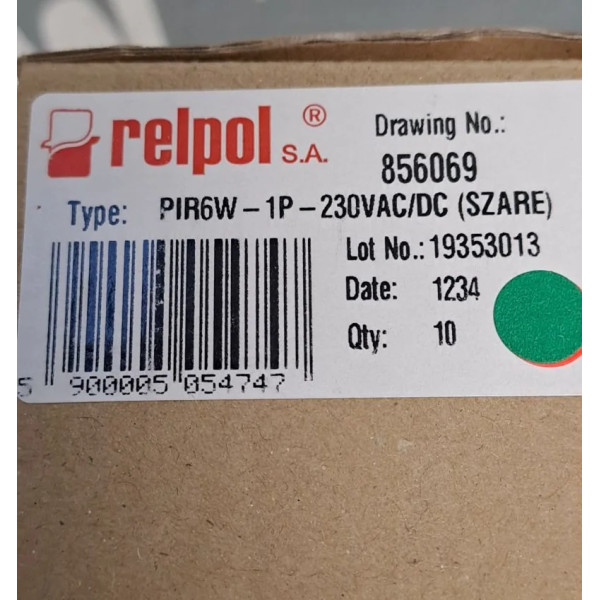 relpol ® S.A.
Drawing No.:
856069
Type: PIR6W – 1P – 230VAC/DC (SZARE)
Lot No.: 19353013
Date: 1234
Qty: 10
5 900005 054747